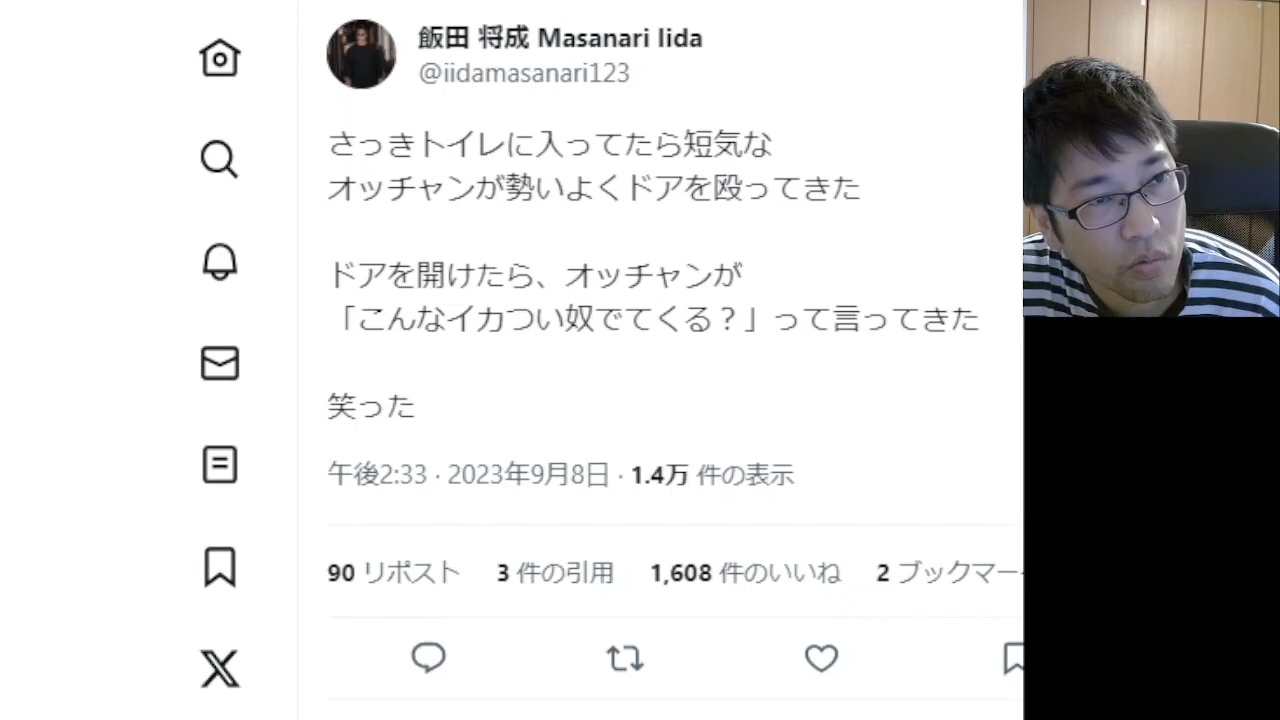 飯田 将成 Masanari Iida
@iidamasanari123
さっきトイレに入ってたら短気な
オッチャンが勢いよくドアを殴ってきた
ドアを開けたら、オッチャンが
「こんなイカつい奴でてくる？」って言ってきた
笑った
午後2:33 · 2023年9月8日 · 1.4万 件の表示
90 リポスト 3 件の引用 1,608 件のいいね 2 ブックマー